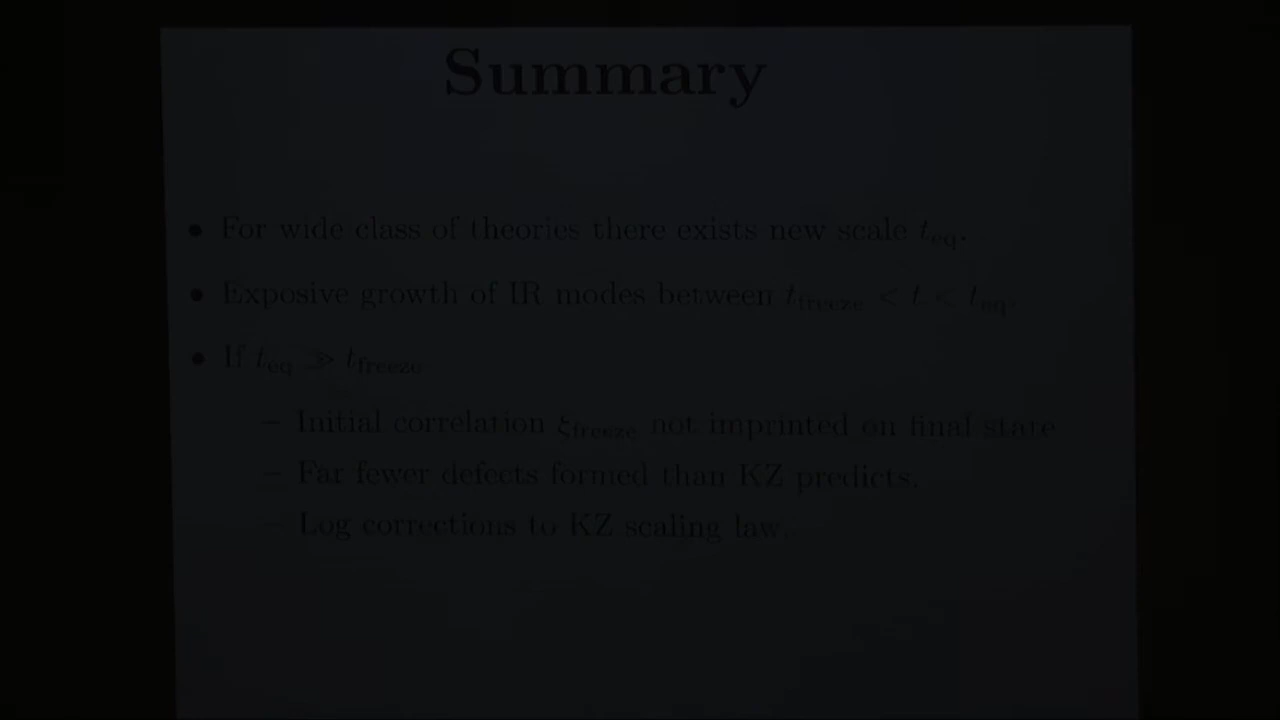 Summary
• For wide class of theories there exists new scale t_eq.
• Exposive growth of IR modes between t_freeze < t < t_eq.
• If t_eq ≫ t_freeze
– Initial correlation ξ_freeze not imprinted on final state
– Far fewer defects formed than KZ predicts.
– Log corrections to KZ scaling law.